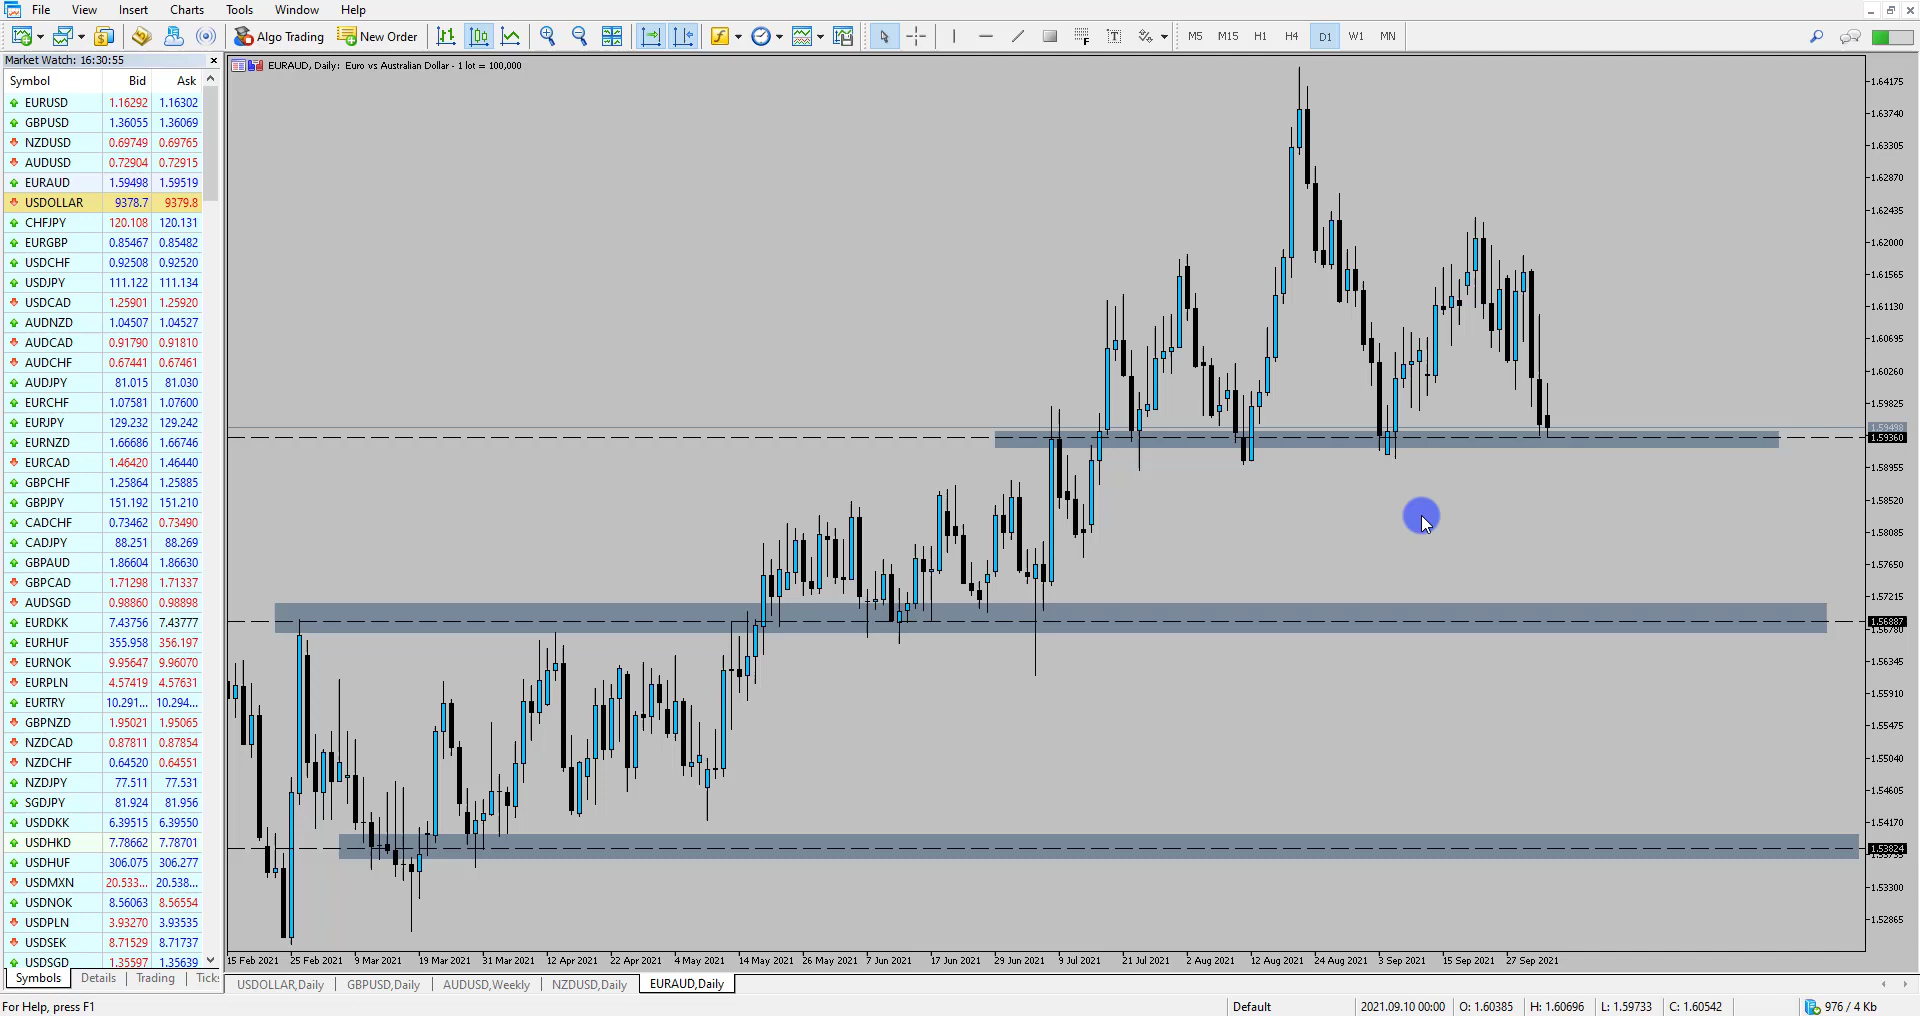 File View Insert Charts Tools Window Help
Algo Trading New Order M5 M15 H1 H4 D1 W1 MN
Market Watch: 16:30:55
Symbol Bid Ask
EURUSD 1.16292 1.16302
GBPUSD 1.36055 1.36069
NZDUSD 0.69749 0.69765
AUDUSD 0.72904 0.72915
EURAUD 1.59498 1.59519
USDOLLAR 9378.7 9379.8
CHFJPY 120.108 120.131
EURGBP 0.85467 0.85482
USDCHF 0.92508 0.92520
USDJPY 111.122 111.134
USDCAD 1.25901 1.25920
AUDNZD 1.04507 1.04527
AUDCAD 0.91790 0.91810
AUDCHF 0.67441 0.67461
AUDJPY 81.015 81.030
EURCHF 1.07581 1.07600
EURJPY 129.232 129.242
EURNZD 1.66686 1.66746
EURCAD 1.46420 1.46440
GBPCHF 1.25864 1.25885
GBPJPY 151.192 151.210
CADCHF 0.73462 0.73490
CADJPY 88.251 88.269
GBPAUD 1.86604 1.86630
GBPCAD 1.71298 1.71337
AUDSGD 0.98860 0.98898
EURDKK 7.43756 7.43777
EURHUF 355.958 356.197
EURNOK 9.95647 9.96070
EURPLN 4.57419 4.57631
EURTRY 10.291... 10.294...
GBPNZD 1.95021 1.95065
NZDCAD 0.87811 0.87854
NZDCHF 0.64520 0.64551
NZDJPY 77.511 77.531
SGDJPY 81.924 81.956
USDDKK 6.39515 6.39550
USDHKD 7.78662 7.78701
USDHUF 306.075 306.277
USDMXN 20.533... 20.538...
USDNOK 8.56063 8.56554
USDPLN 3.93270 3.93535
USDSEK 8.71529 8.71737
USDSGD 1.35597 1.35639
Symbols Details Trading Ticks
EURAUD, Daily: Euro vs Australian Dollar - 1 lot = 100,000
1.64175
1.63740
1.63305
1.62870
1.62435
1.62000
1.61565
1.61130
1.60695
1.60260
1.59825
1.59498
1.59360
1.58955
1.58520
1.58085
1.57650
1.57215
1.56887
1.56780
1.56345
1.55910
1.55475
1.55040
1.54605
1.54170
1.53824
1.53735
1.53300
1.52865
15 Feb 2021 25 Feb 2021 9 Mar 2021 19 Mar 2021 31 Mar 2021 12 Apr 2021 22 Apr 2021 4 May 2021 14 May 2021 26 May 2021 7 Jun 2021 17 Jun 2021 29 Jun 2021 9 Jul 2021 21 Jul 2021 2 Aug 2021 12 Aug 2021 24 Aug 2021 3 Sep 2021 15 Sep 2021 27 Sep 2021
USDOLLAR,Daily GBPUSD,Daily AUDUSD,Weekly NZDUSD,Daily EURAUD,Daily
For Help, press F1 Default 2021.09.10 00:00 O: 1.60385 H: 1.60696 L: 1.59733 C: 1.60542 976 / 4 Kb